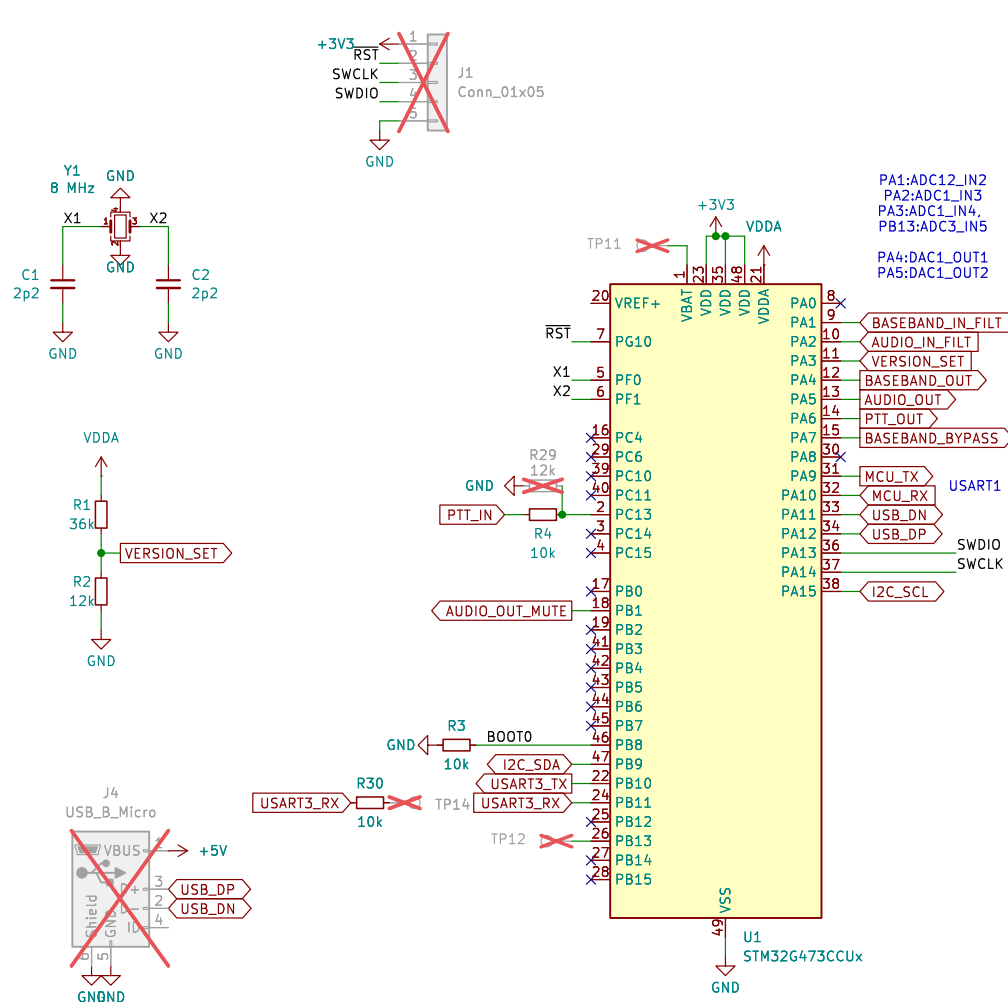 +3V3
RST
SWCLK
SWDIO
1
2
3
4
5
J1
Conn_01x05
GND
Y1
8 MHz
GND
X1
1
4
2
3
X2
GND
C1
2p2
C2
2p2
GND
GND
PA1:ADC12_IN2
PA2:ADC1_IN3
PA3:ADC1_IN4,
PB13:ADC3_IN5
PA4:DAC1_OUT1
PA5:DAC1_OUT2
+3V3
VDDA
TP11
1
23
35
48
21
VBAT
VDD
VDD
VDD
VDDA
20 VREF+
RST 7 PG10
X1 5 PF0
X2 6 PF1
16 PC4
29 PC6
39 PC10
40 PC11
2 PC13
3 PC14
4 PC15
17 PB0
AUDIO_OUT_MUTE 18 PB1
19 PB2
41 PB3
42 PB4
43 PB5
44 PB6
45 PB7
46 PB8
I2C_SDA 47 PB9
USART3_TX 22 PB10
USART3_RX 24 PB11
25 PB12
TP12 26 PB13
27 PB14
28 PB15
PA0 8
PA1 9 BASEBAND_IN_FILT
PA2 10 AUDIO_IN_FILT
PA3 11 VERSION_SET
PA4 12 BASEBAND_OUT
PA5 13 AUDIO_OUT
PA6 14 PTT_OUT
PA7 15 BASEBAND_BYPASS
PA8 30
PA9 31 MCU_TX
PA10 32 MCU_RX
USART1
PA11 33 USB_DN
PA12 34 USB_DP
PA13 36 SWDIO
PA14 37 SWCLK
PA15 38 I2C_SCL
VSS
49
U1
STM32G473CCUx
GND
R29
12k
GND
PTT_IN
R4
10k
VDDA
R1
36k
VERSION_SET
R2
12k
GND
R3
GND
BOOT0
10k
R30
USART3_RX
TP14
10k
J4
USB_B_Micro
VBUS 1
+5V
D+ 3 USB_DP
D- 2 USB_DN
ID 4
Shield
GND
6
5
GND
GND